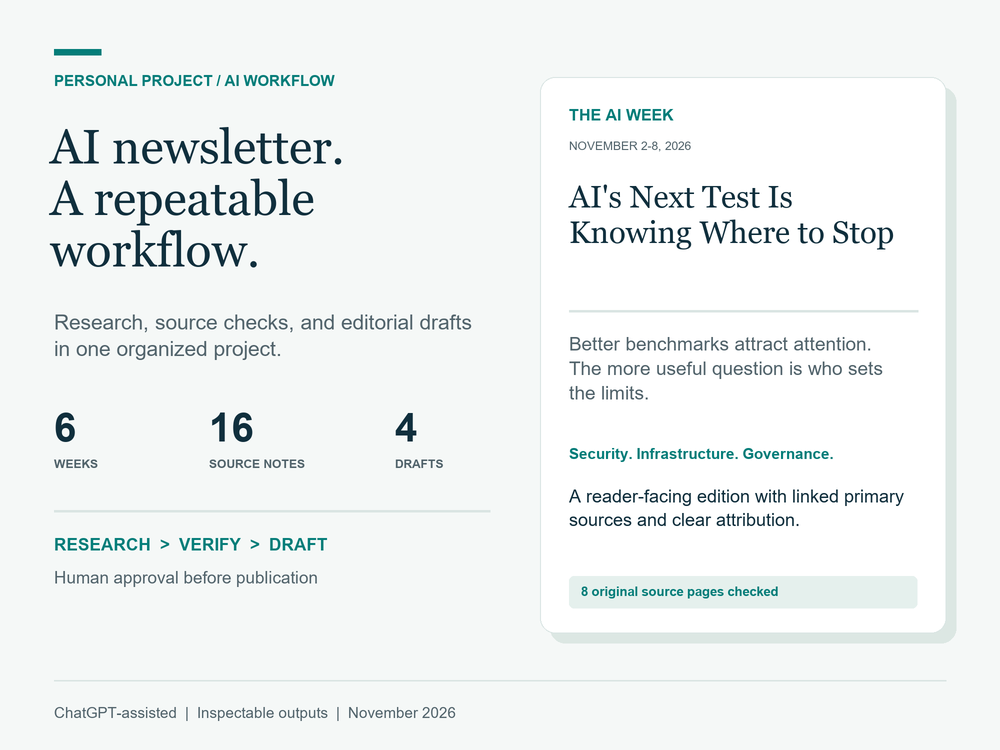 PERSONAL PROJECT / AI WORKFLOW
AI newsletter.
A repeatable
workflow.
Research, source checks, and editorial drafts
in one organized project.
6
WEEKS
16
SOURCE NOTES
4
DRAFTS
RESEARCH > VERIFY > DRAFT
Human approval before publication
THE AI WEEK
NOVEMBER 2-8, 2026
AI's Next Test Is
Knowing Where to Stop
Better benchmarks attract attention.
The more useful question is who sets
the limits.
Security. Infrastructure. Governance.
A reader-facing edition with linked primary
sources and clear attribution.
8 original source pages checked
ChatGPT-assisted | Inspectable outputs | November 2026